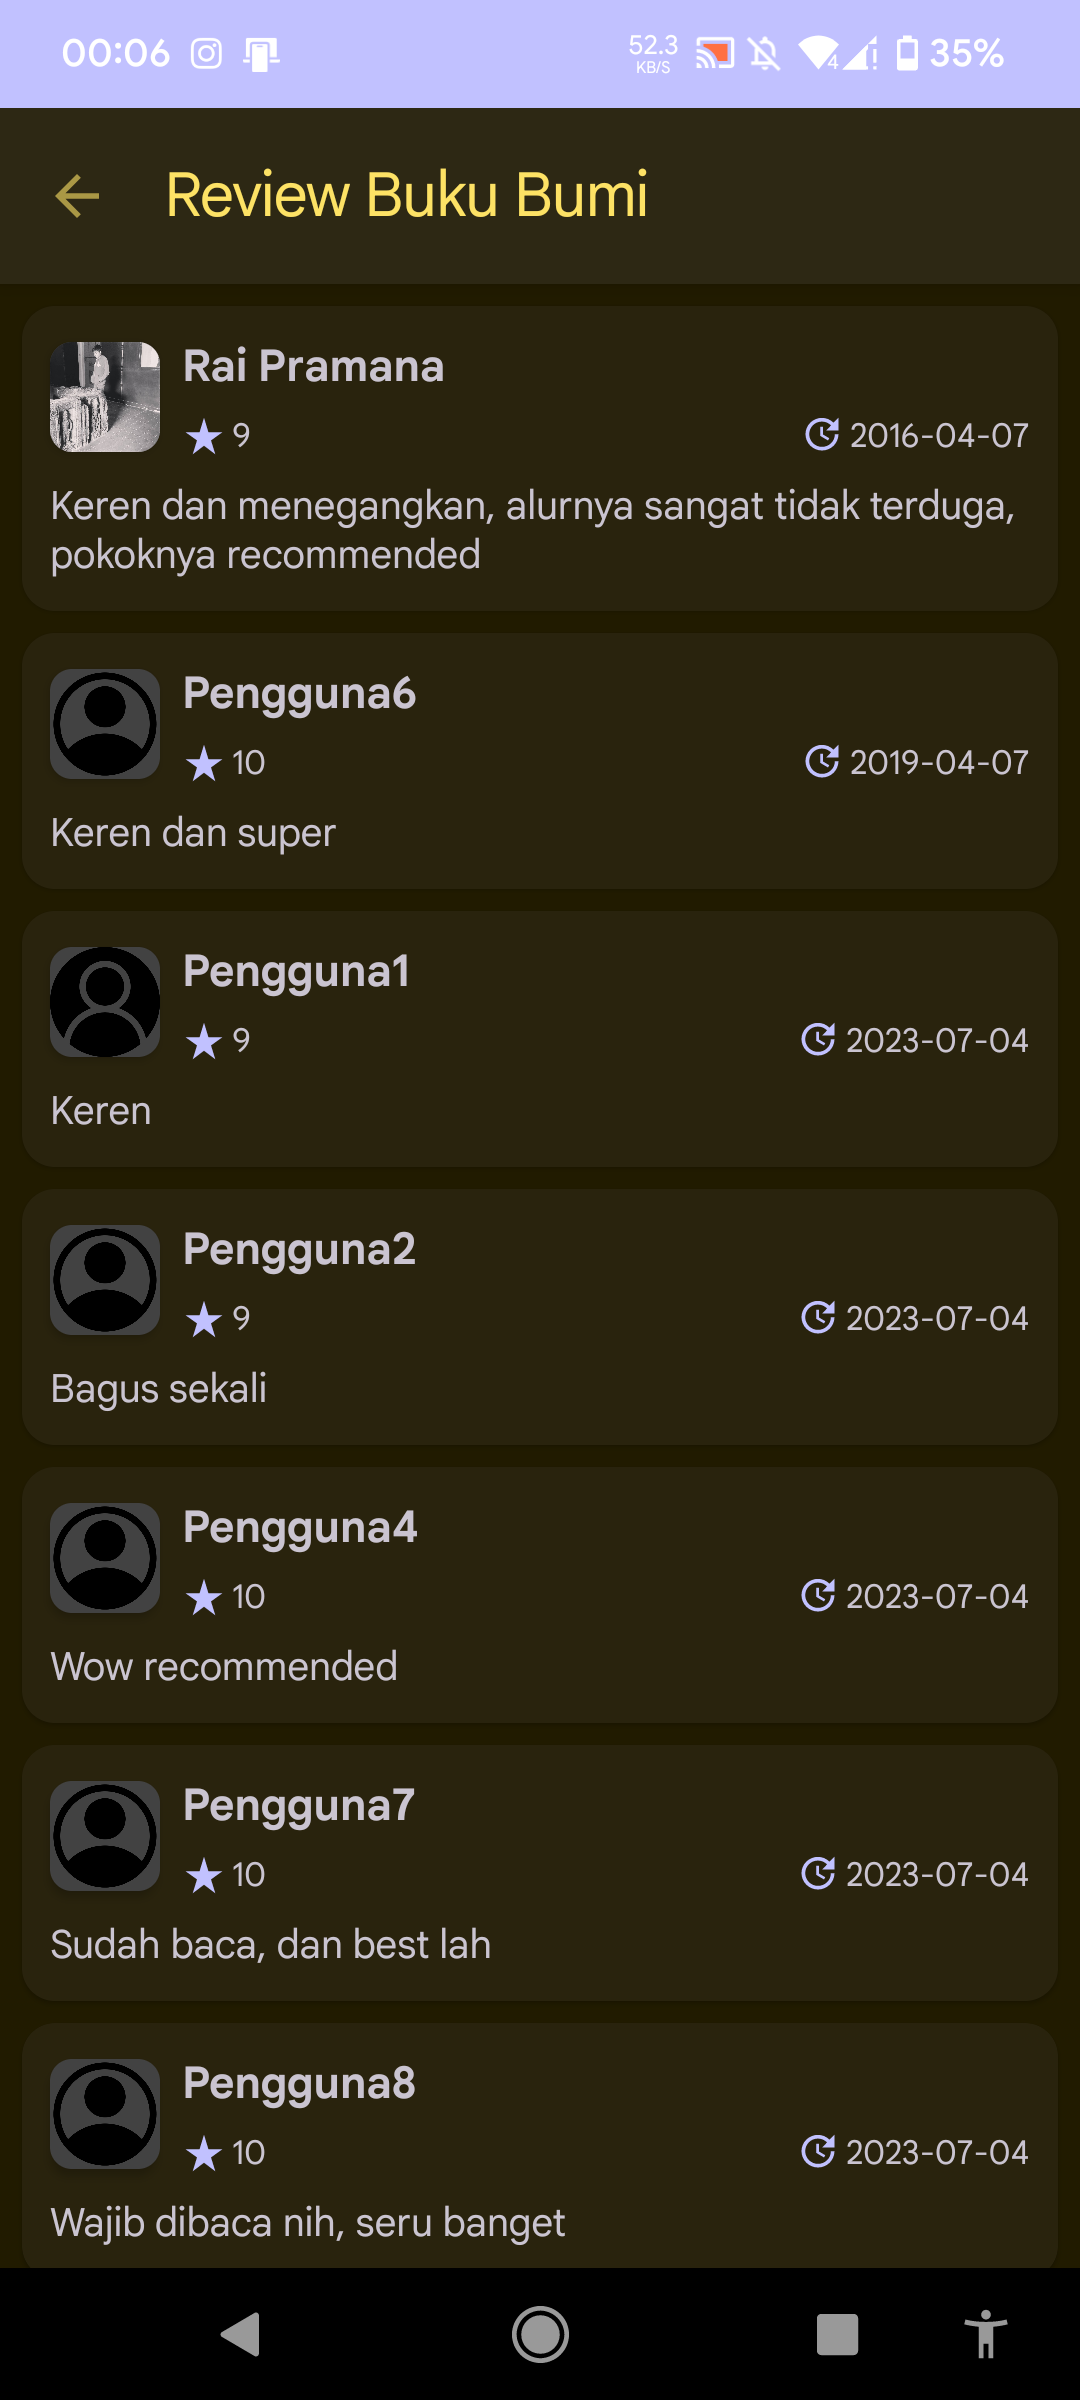 00:06
52.3
KB/S
4
35%
Review Buku Bumi
Rai Pramana
9
2016-04-07
Keren dan menegangkan, alurnya sangat tidak terduga,
pokoknya recommended
Pengguna6
10
2019-04-07
Keren dan super
Pengguna1
9
2023-07-04
Keren
Pengguna2
9
2023-07-04
Bagus sekali
Pengguna4
10
2023-07-04
Wow recommended
Pengguna7
10
2023-07-04
Sudah baca, dan best lah
Pengguna8
10
2023-07-04
Wajib dibaca nih, seru banget